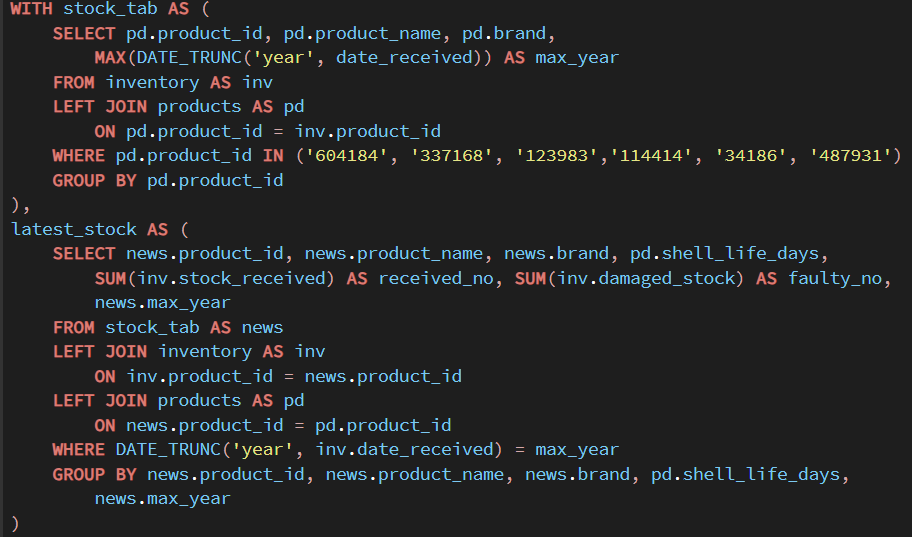 WITH stock_tab AS (
SELECT pd.product_id, pd.product_name, pd.brand,
MAX(DATE_TRUNC('year', date_received)) AS max_year
FROM inventory AS inv
LEFT JOIN products AS pd
ON pd.product_id = inv.product_id
WHERE pd.product_id IN ('604184', '337168', '123983','114414', '34186', '487931')
GROUP BY pd.product_id
),
latest_stock AS (
SELECT news.product_id, news.product_name, news.brand, pd.shell_life_days,
SUM(inv.stock_received) AS received_no, SUM(inv.damaged_stock) AS faulty_no,
news.max_year
FROM stock_tab AS news
LEFT JOIN inventory AS inv
ON inv.product_id = news.product_id
LEFT JOIN products AS pd
ON news.product_id = pd.product_id
WHERE DATE_TRUNC('year', inv.date_received) = max_year
GROUP BY news.product_id, news.product_name, news.brand, pd.shell_life_days,
news.max_year
)